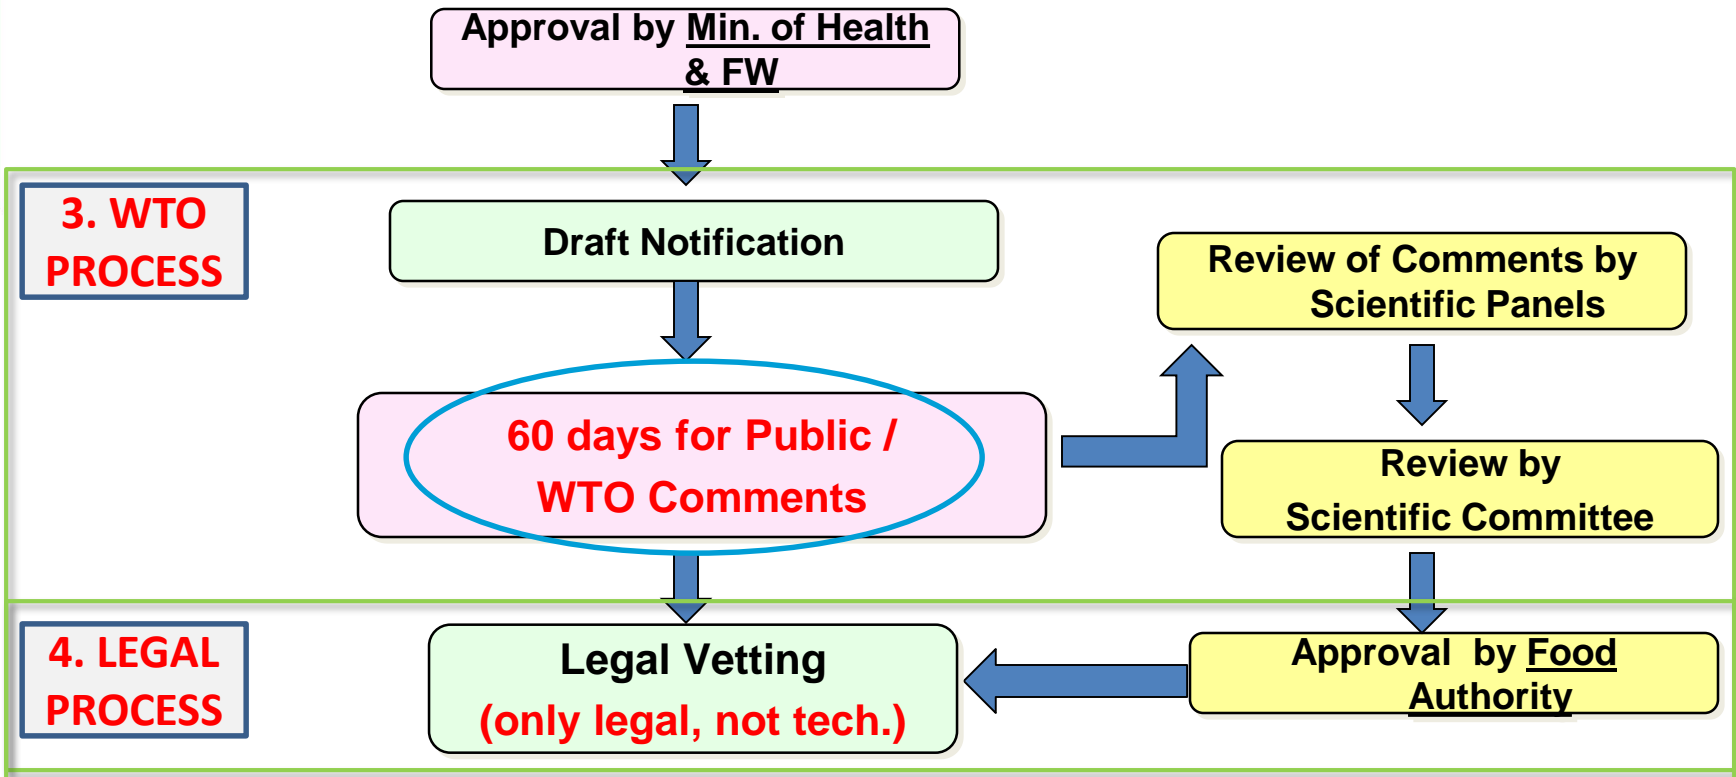 Approval by Min. of Health
& FW
3. WTO
PROCESS
Draft Notification
Review of Comments by
Scientific Panels
60 days for Public /
WTO Comments
Review by
Scientific Committee
4. LEGAL
PROCESS
Legal Vetting
(only legal, not tech.)
Approval by Food
Authority